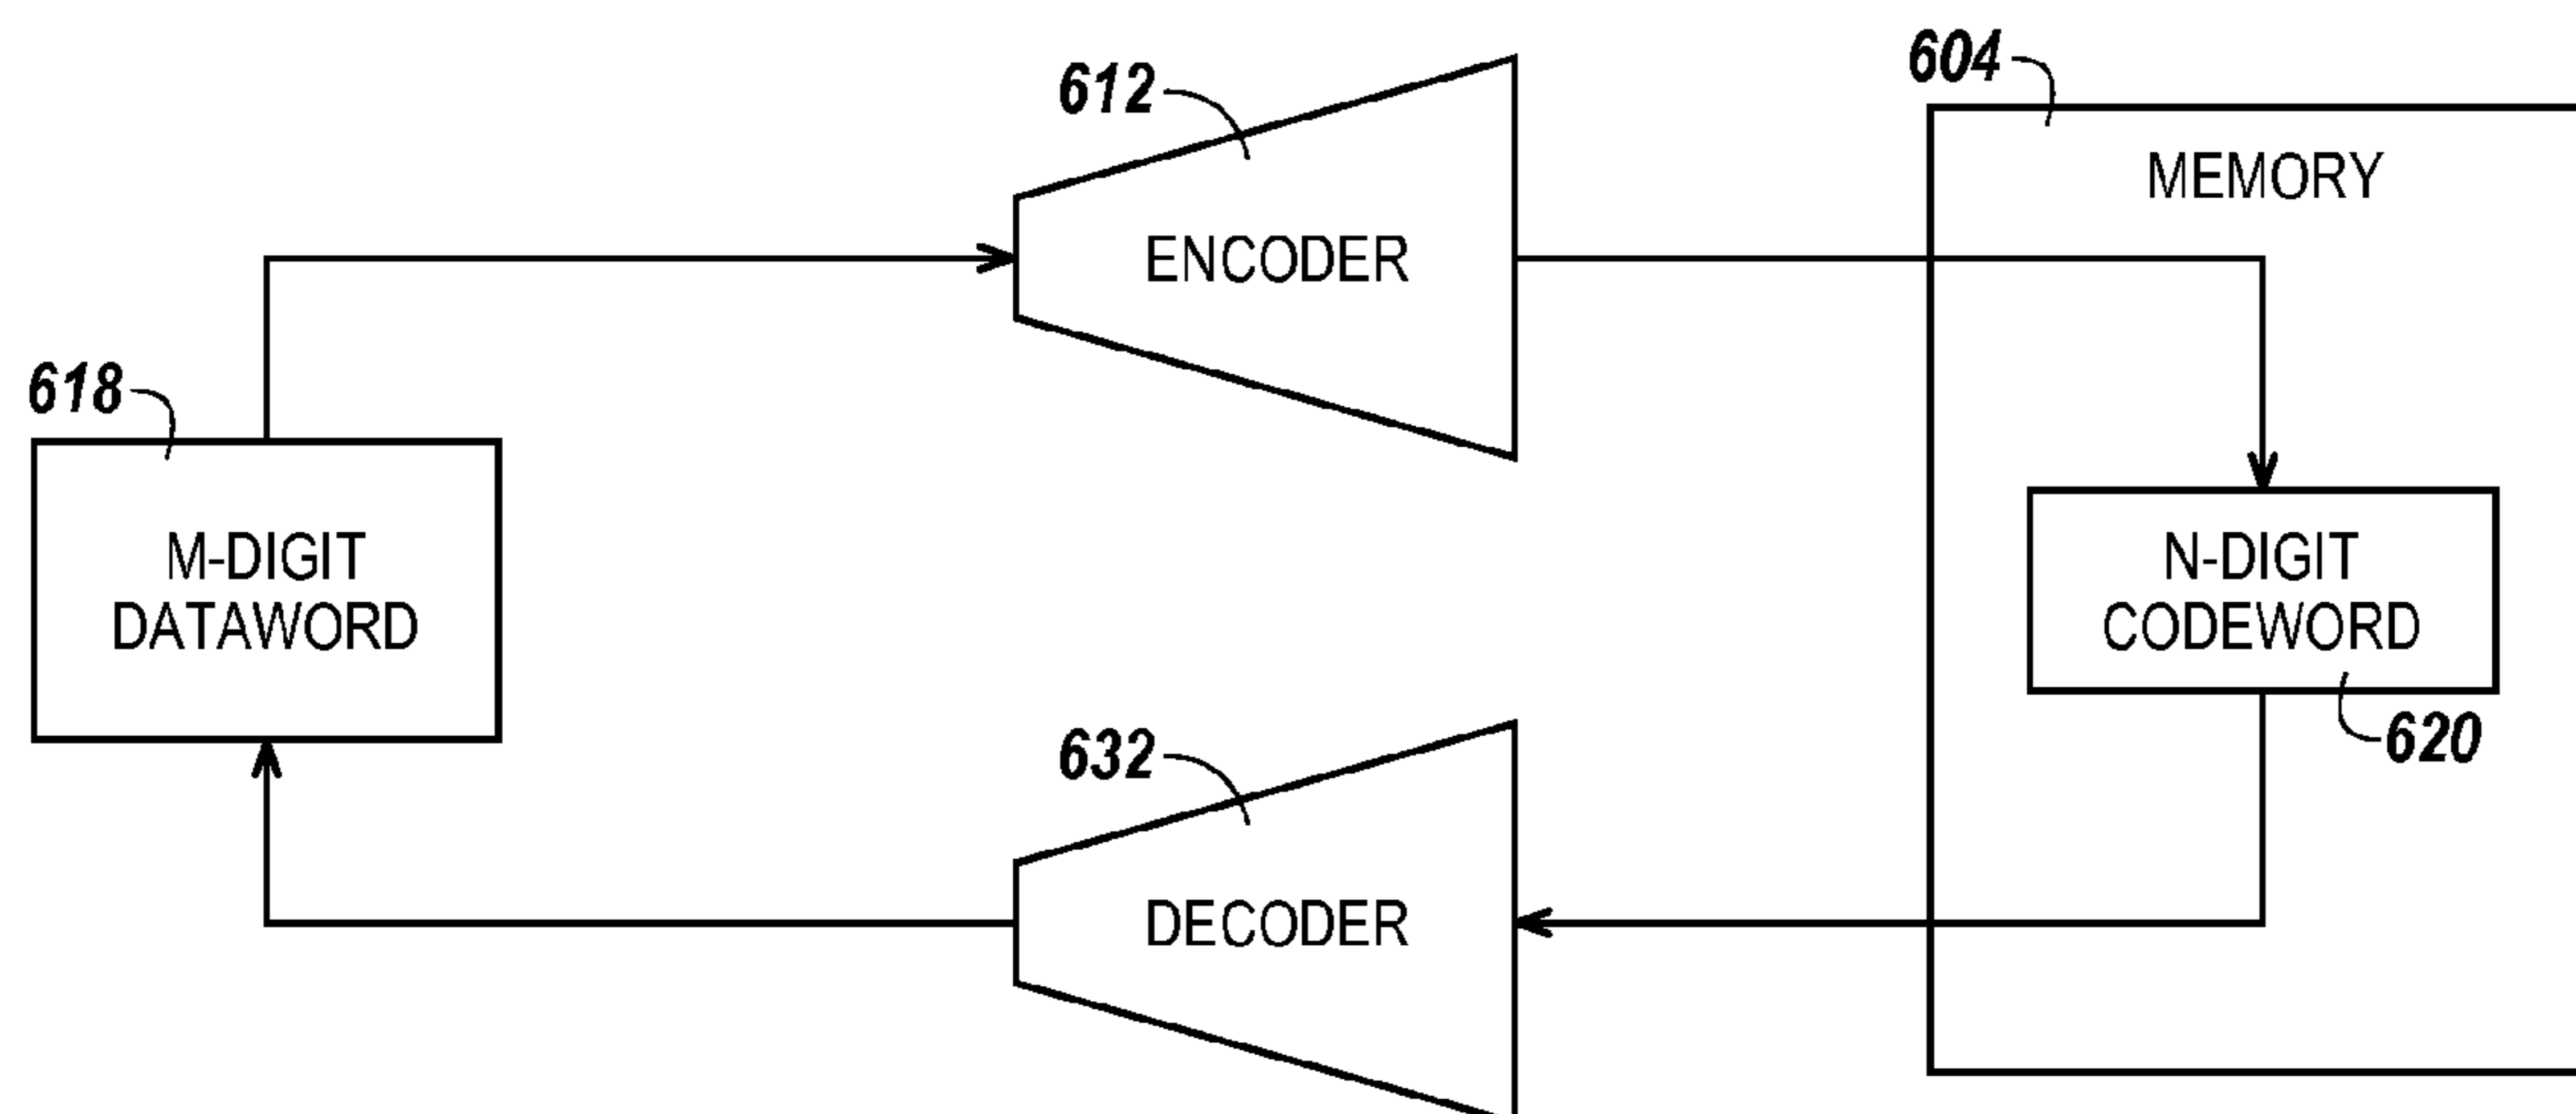 604
612
MEMORY
ENCODER
618
M-DIGIT
DATAWORD
N-DIGIT
CODEWORD
632
620
DECODER